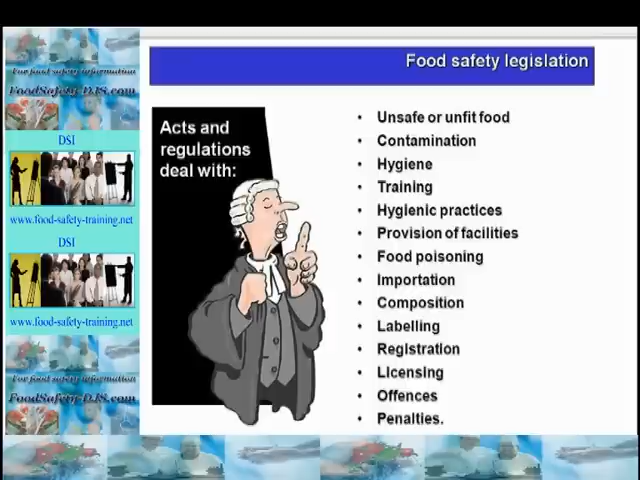 For food safety information
FoodSafety-DJS.com
DSI
www.food-safety-training.net
DSI
www.food-safety-training.net
For food safety information
FoodSafety-DJS.com
Food safety legislation
Acts and
regulations
deal with:
• Unsafe or unfit food
• Contamination
• Hygiene
• Training
• Hygienic practices
• Provision of facilities
• Food poisoning
• Importation
• Composition
• Labelling
• Registration
• Licensing
• Offences
• Penalties.